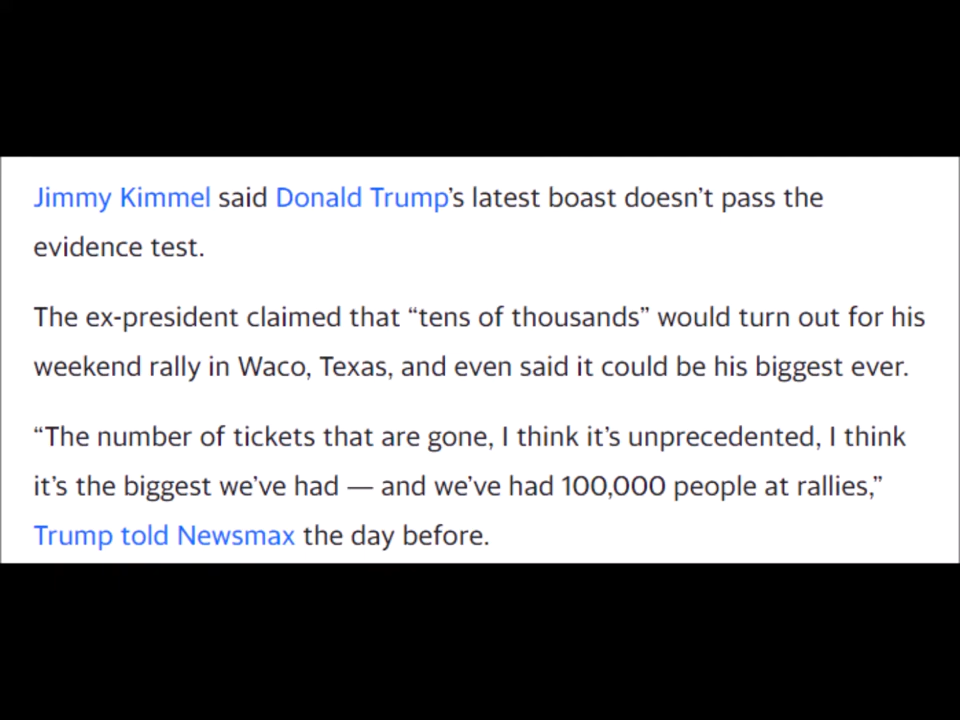 Jimmy Kimmel said Donald Trump’s latest boast doesn’t pass the
evidence test.
The ex-president claimed that “tens of thousands” would turn out for his
weekend rally in Waco, Texas, and even said it could be his biggest ever.
“The number of tickets that are gone, I think it’s unprecedented, I think
it’s the biggest we’ve had — and we’ve had 100,000 people at rallies,”
Trump told Newsmax the day before.